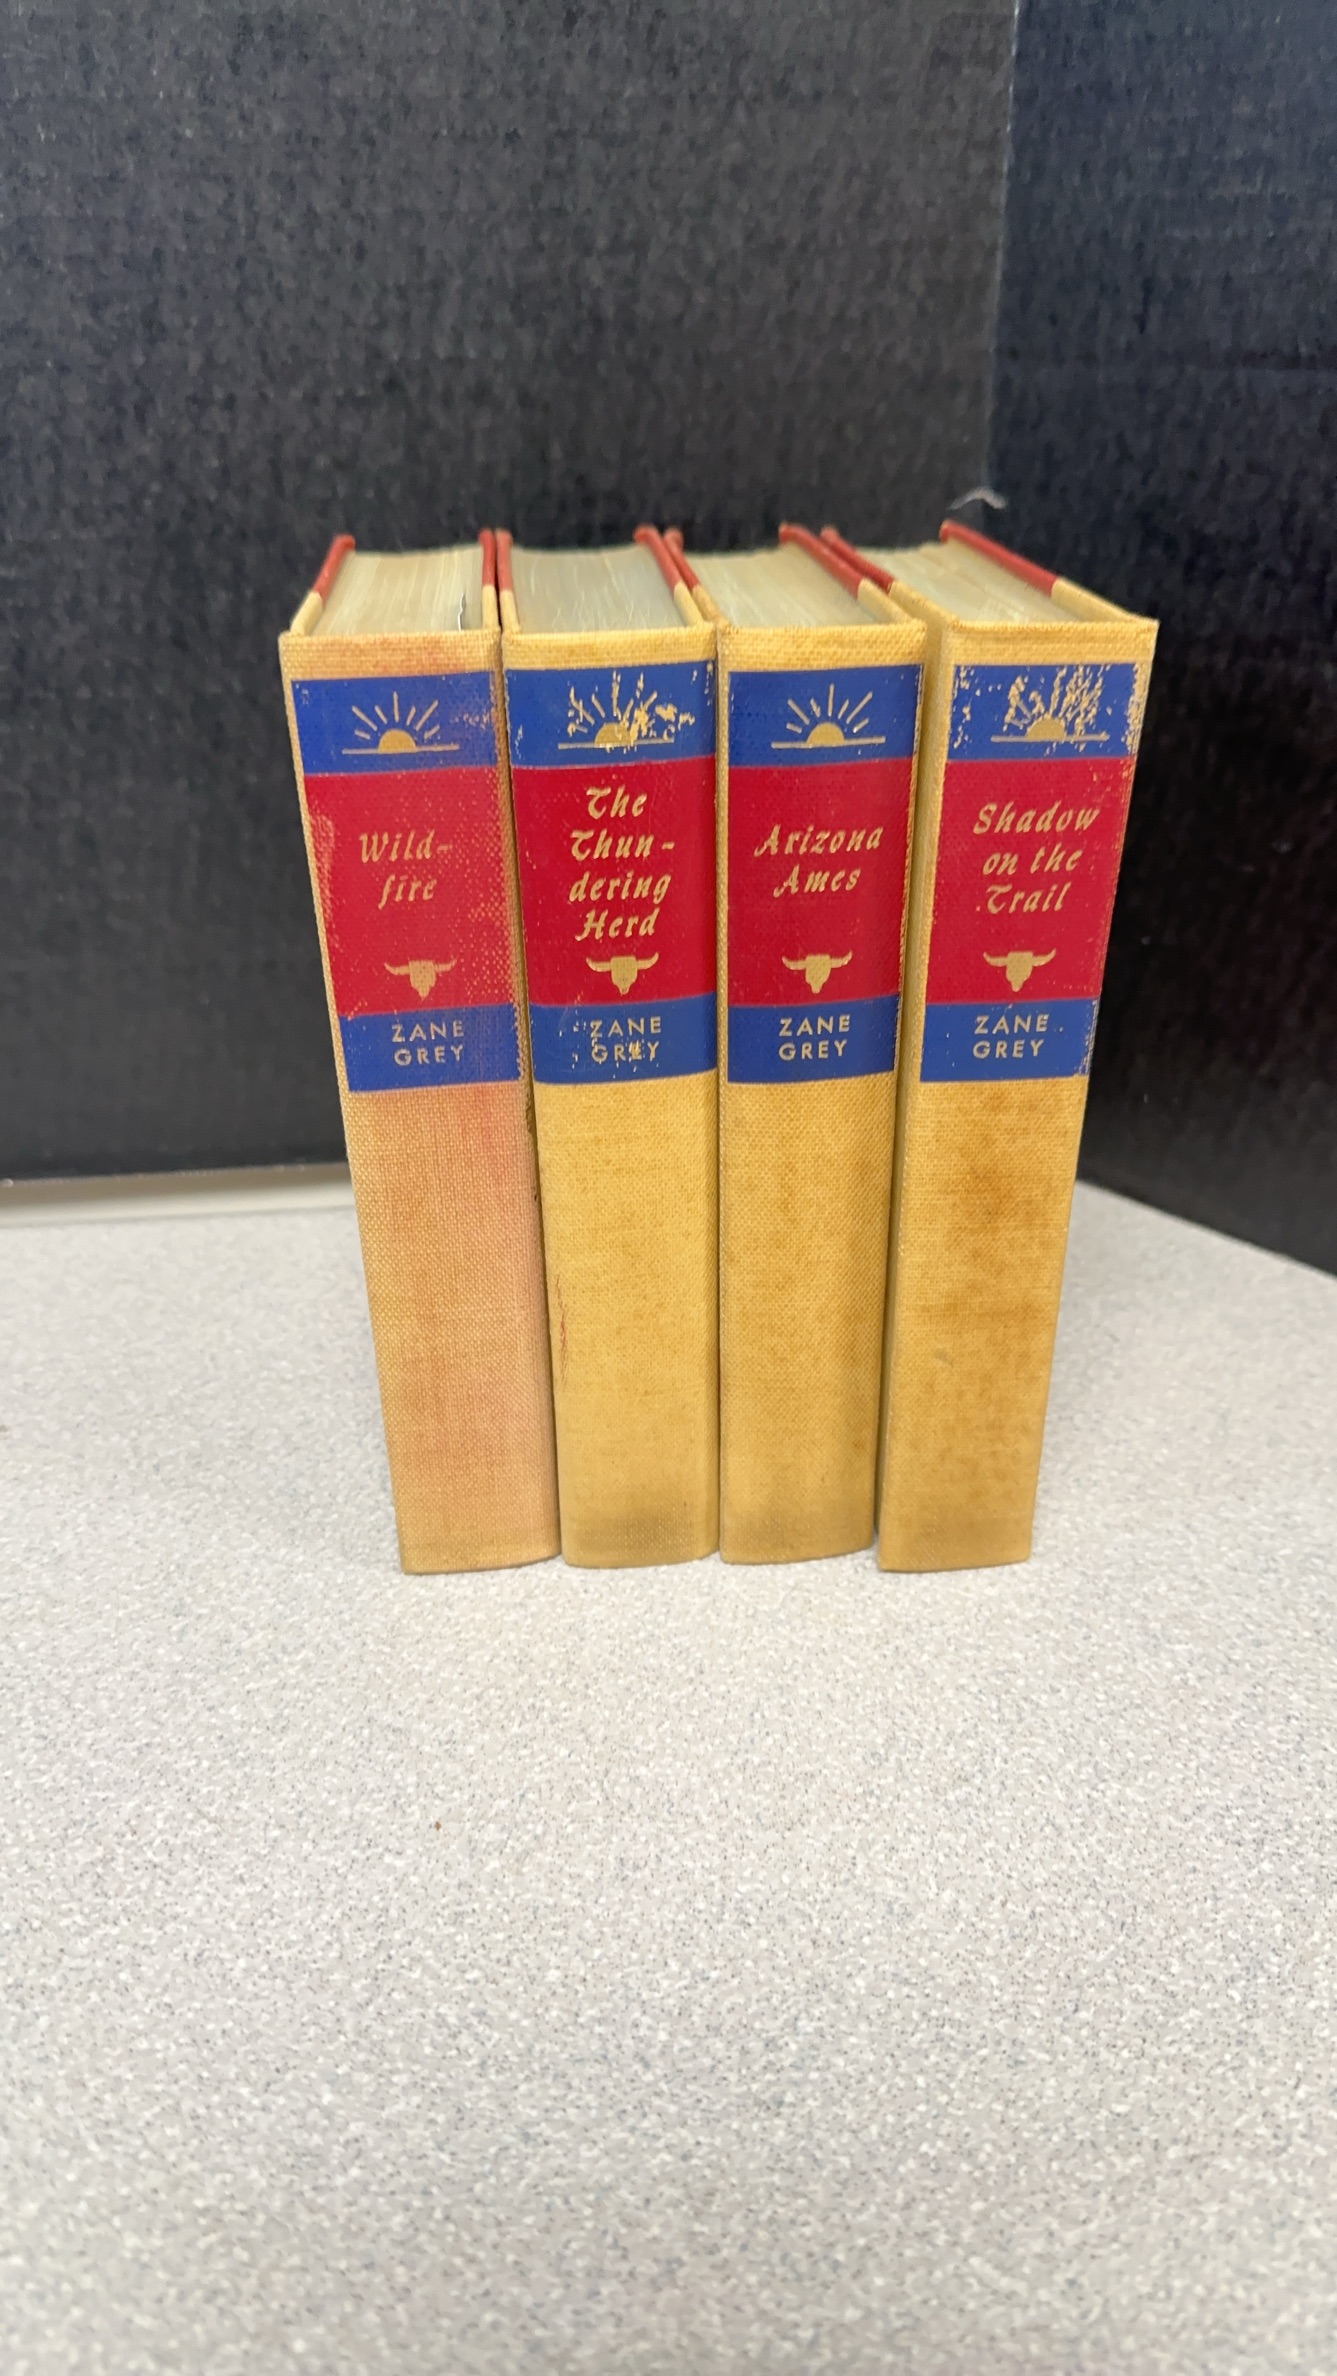 Wild-
fire
ZANE
GREY
The
Thun-
dering
Herd
ZANE
GREY
Arizona
Ames
ZANE
GREY
Shadow
on the
Trail
ZANE
GREY